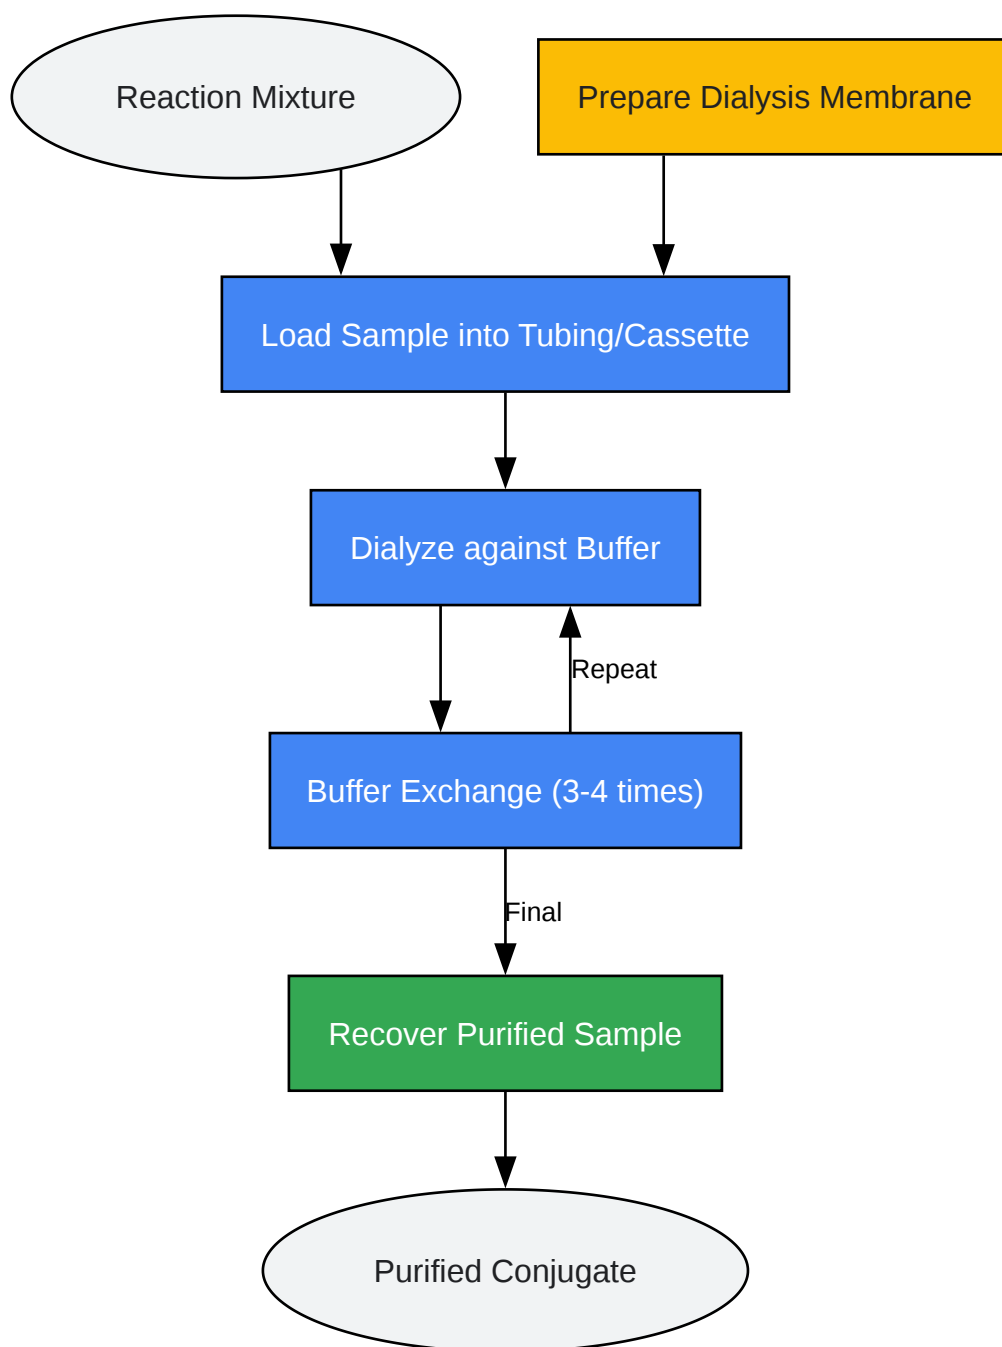 Reaction Mixture
Prepare Dialysis Membrane
Load Sample into Tubing/Cassette
Dialyze against Buffer
Repeat
Buffer Exchange (3-4 times)
Final
Recover Purified Sample
Purified Conjugate